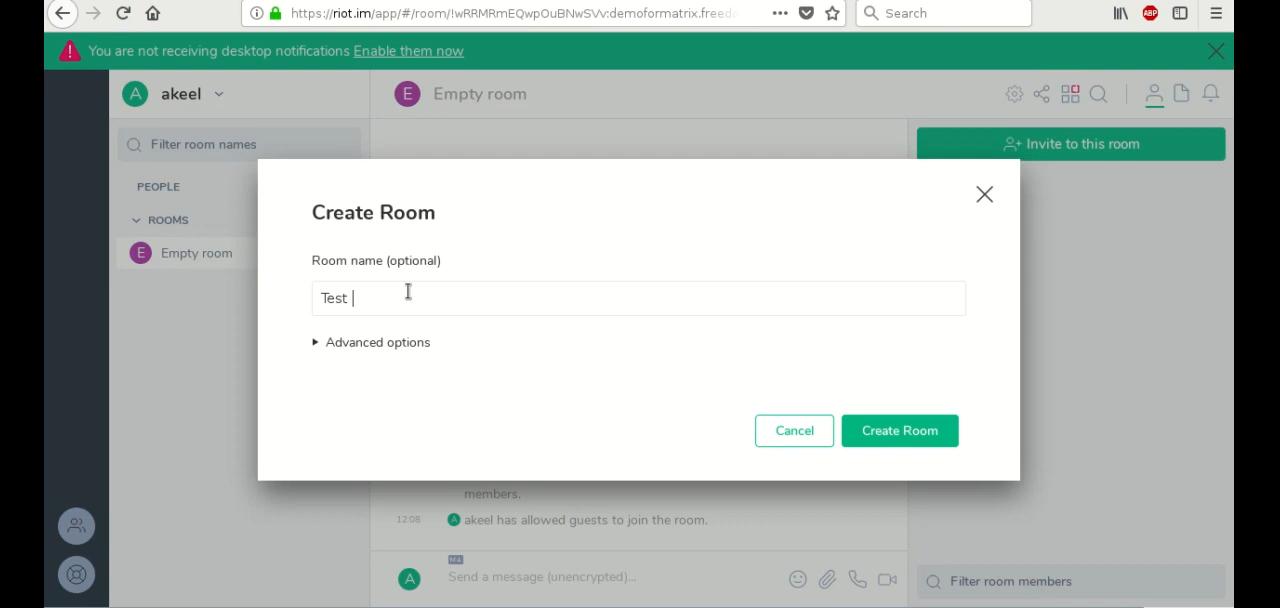 https://riot.im/app/#/room/!wRRMRmEQwpOuBNwSVv:demoformatrix.freed
Search
ABP
You are not receiving desktop notifications Enable them now
A akeel
E Empty room
Filter room names
Invite to this room
PEOPLE
ROOMS
E Empty room
Create Room
Room name (optional)
Test
Advanced options
Cancel
Create Room
members.
12:08 A akeel has allowed guests to join the room.
A Send a message (unencrypted)...
Filter room members